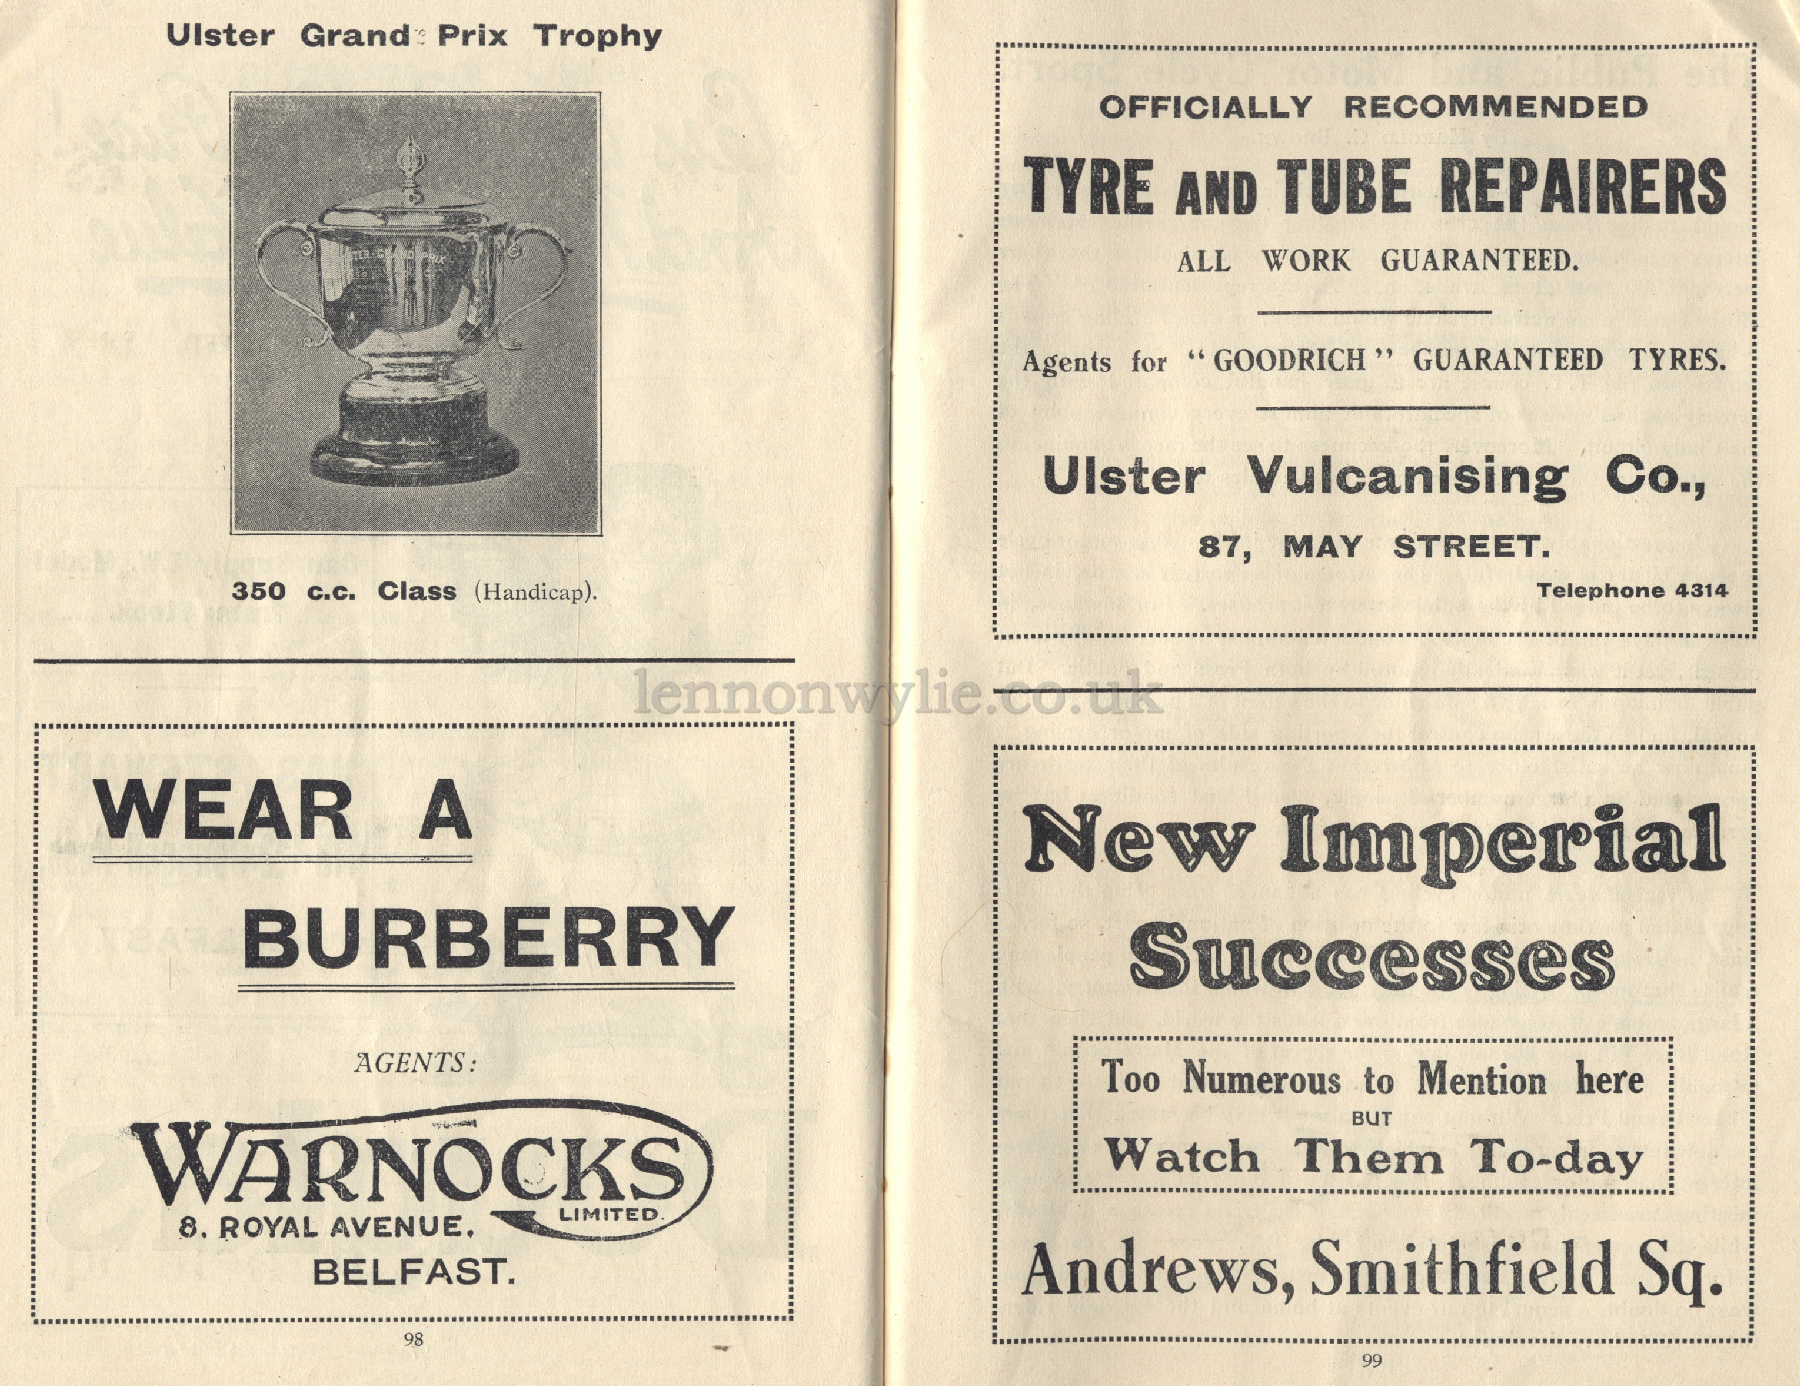 Ulster Grand Prix Trophy
350 c.c. Class (Handicap).
WEAR A
BURBERRY
AGENTS:
WARNOCKS
LIMITED.
8, ROYAL AVENUE,
BELFAST.
98
OFFICIALLY RECOMMENDED
TYRE AND TUBE REPAIRERS
ALL WORK GUARANTEED.
Agents for "GOODRICH" GUARANTEED TYRES.
Ulster Vulcanising Co.,
87, MAY STREET.
Telephone 4314
lennonwylie.co.uk
New Imperial
Successes
Too Numerous to Mention here
BUT
Watch Them To-day
Andrews, Smithfield Sq.
99